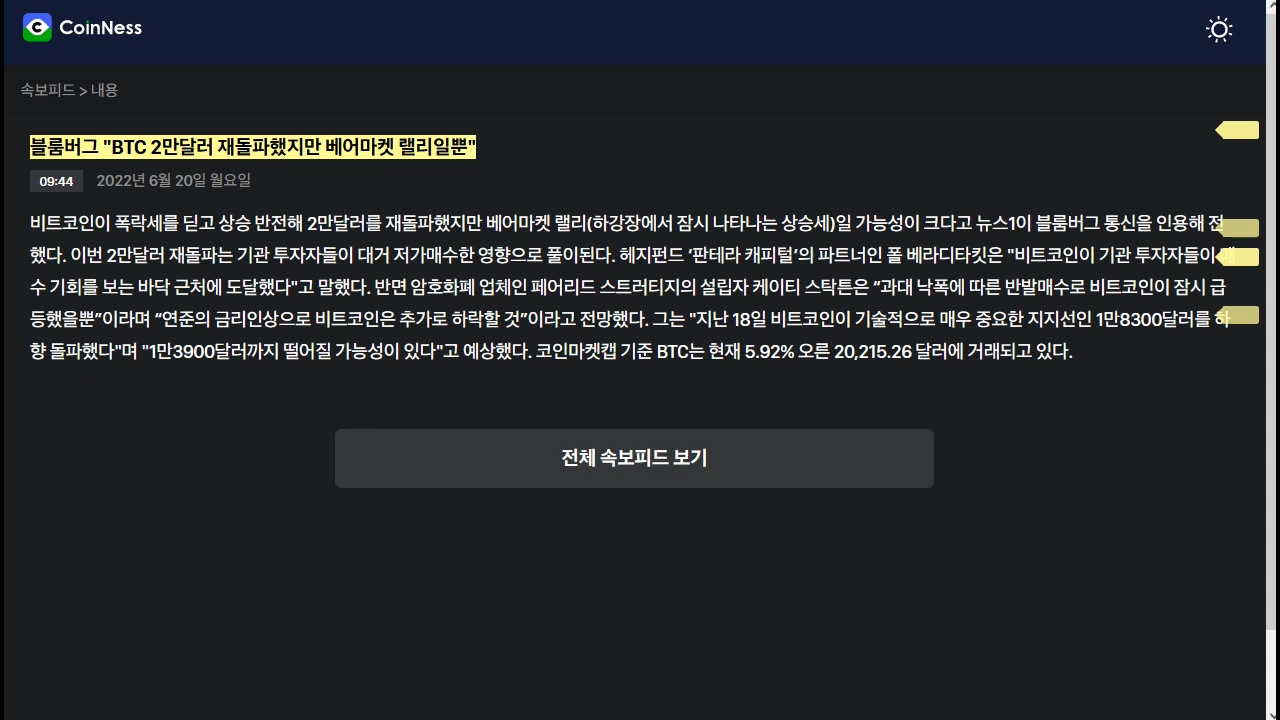 CoinNess
속보피드 > 내용
블룸버그 "BTC 2만달러 재돌파했지만 베어마켓 랠리일뿐"
09:44 2022년 6월 20일 월요일
비트코인이 폭락세를 딛고 상승 반전해 2만달러를 재돌파했지만 베어마켓 랠리(하강장에서 잠시 나타나는 상승세)일 가능성이 크다고 뉴스1이 블룸버그 통신을 인용해 전
했다. 이번 2만달러 재돌파는 기관 투자자들이 대거 저가매수한 영향으로 풀이된다. 헤지펀드 ‘판테라 캐피털’의 파트너인 폴 베라디타킷은 "비트코인이 기관 투자자들이 매
수 기회를 보는 바닥 근처에 도달했다"고 말했다. 반면 암호화폐 업체인 페어리드 스트러티지의 설립자 케이티 스탁튼은 “과대 낙폭에 따른 반발매수로 비트코인이 잠시 급
등했을뿐”이라며 “연준의 금리인상으로 비트코인은 추가로 하락할 것”이라고 전망했다. 그는 "지난 18일 비트코인이 기술적으로 매우 중요한 지지선인 1만8300달러를 하
향 돌파했다"며 "1만3900달러까지 떨어질 가능성이 있다"고 예상했다. 코인마켓캡 기준 BTC는 현재 5.92% 오른 20,215.26 달러에 거래되고 있다.
전체 속보피드 보기